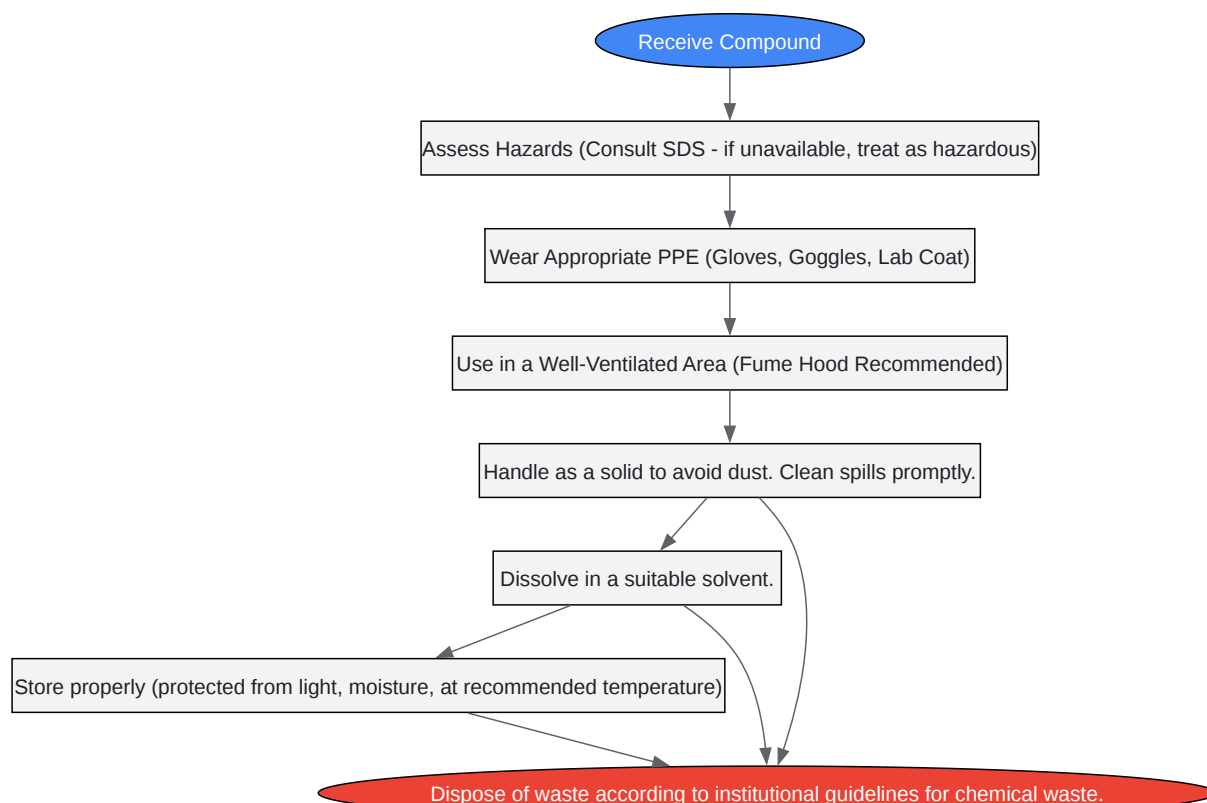 Receive Compound
Assess Hazards (Consult SDS - if unavailable, treat as hazardous)
Wear Appropriate PPE (Gloves, Goggles, Lab Coat)
Use in a Well-Ventilated Area (Fume Hood Recommended)
Handle as a solid to avoid dust. Clean spills promptly.
Dissolve in a suitable solvent.
Store properly (protected from light, moisture, at recommended temperature)
Dispose of waste according to institutional guidelines for chemical waste.